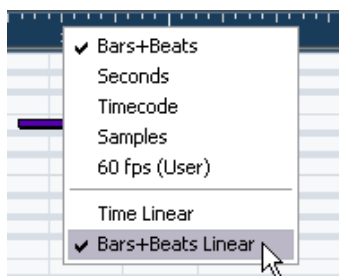 Bars+Beats
Seconds
Timecode
Samples
60 fps (User)
Time Linear
Bars+Beats Linear